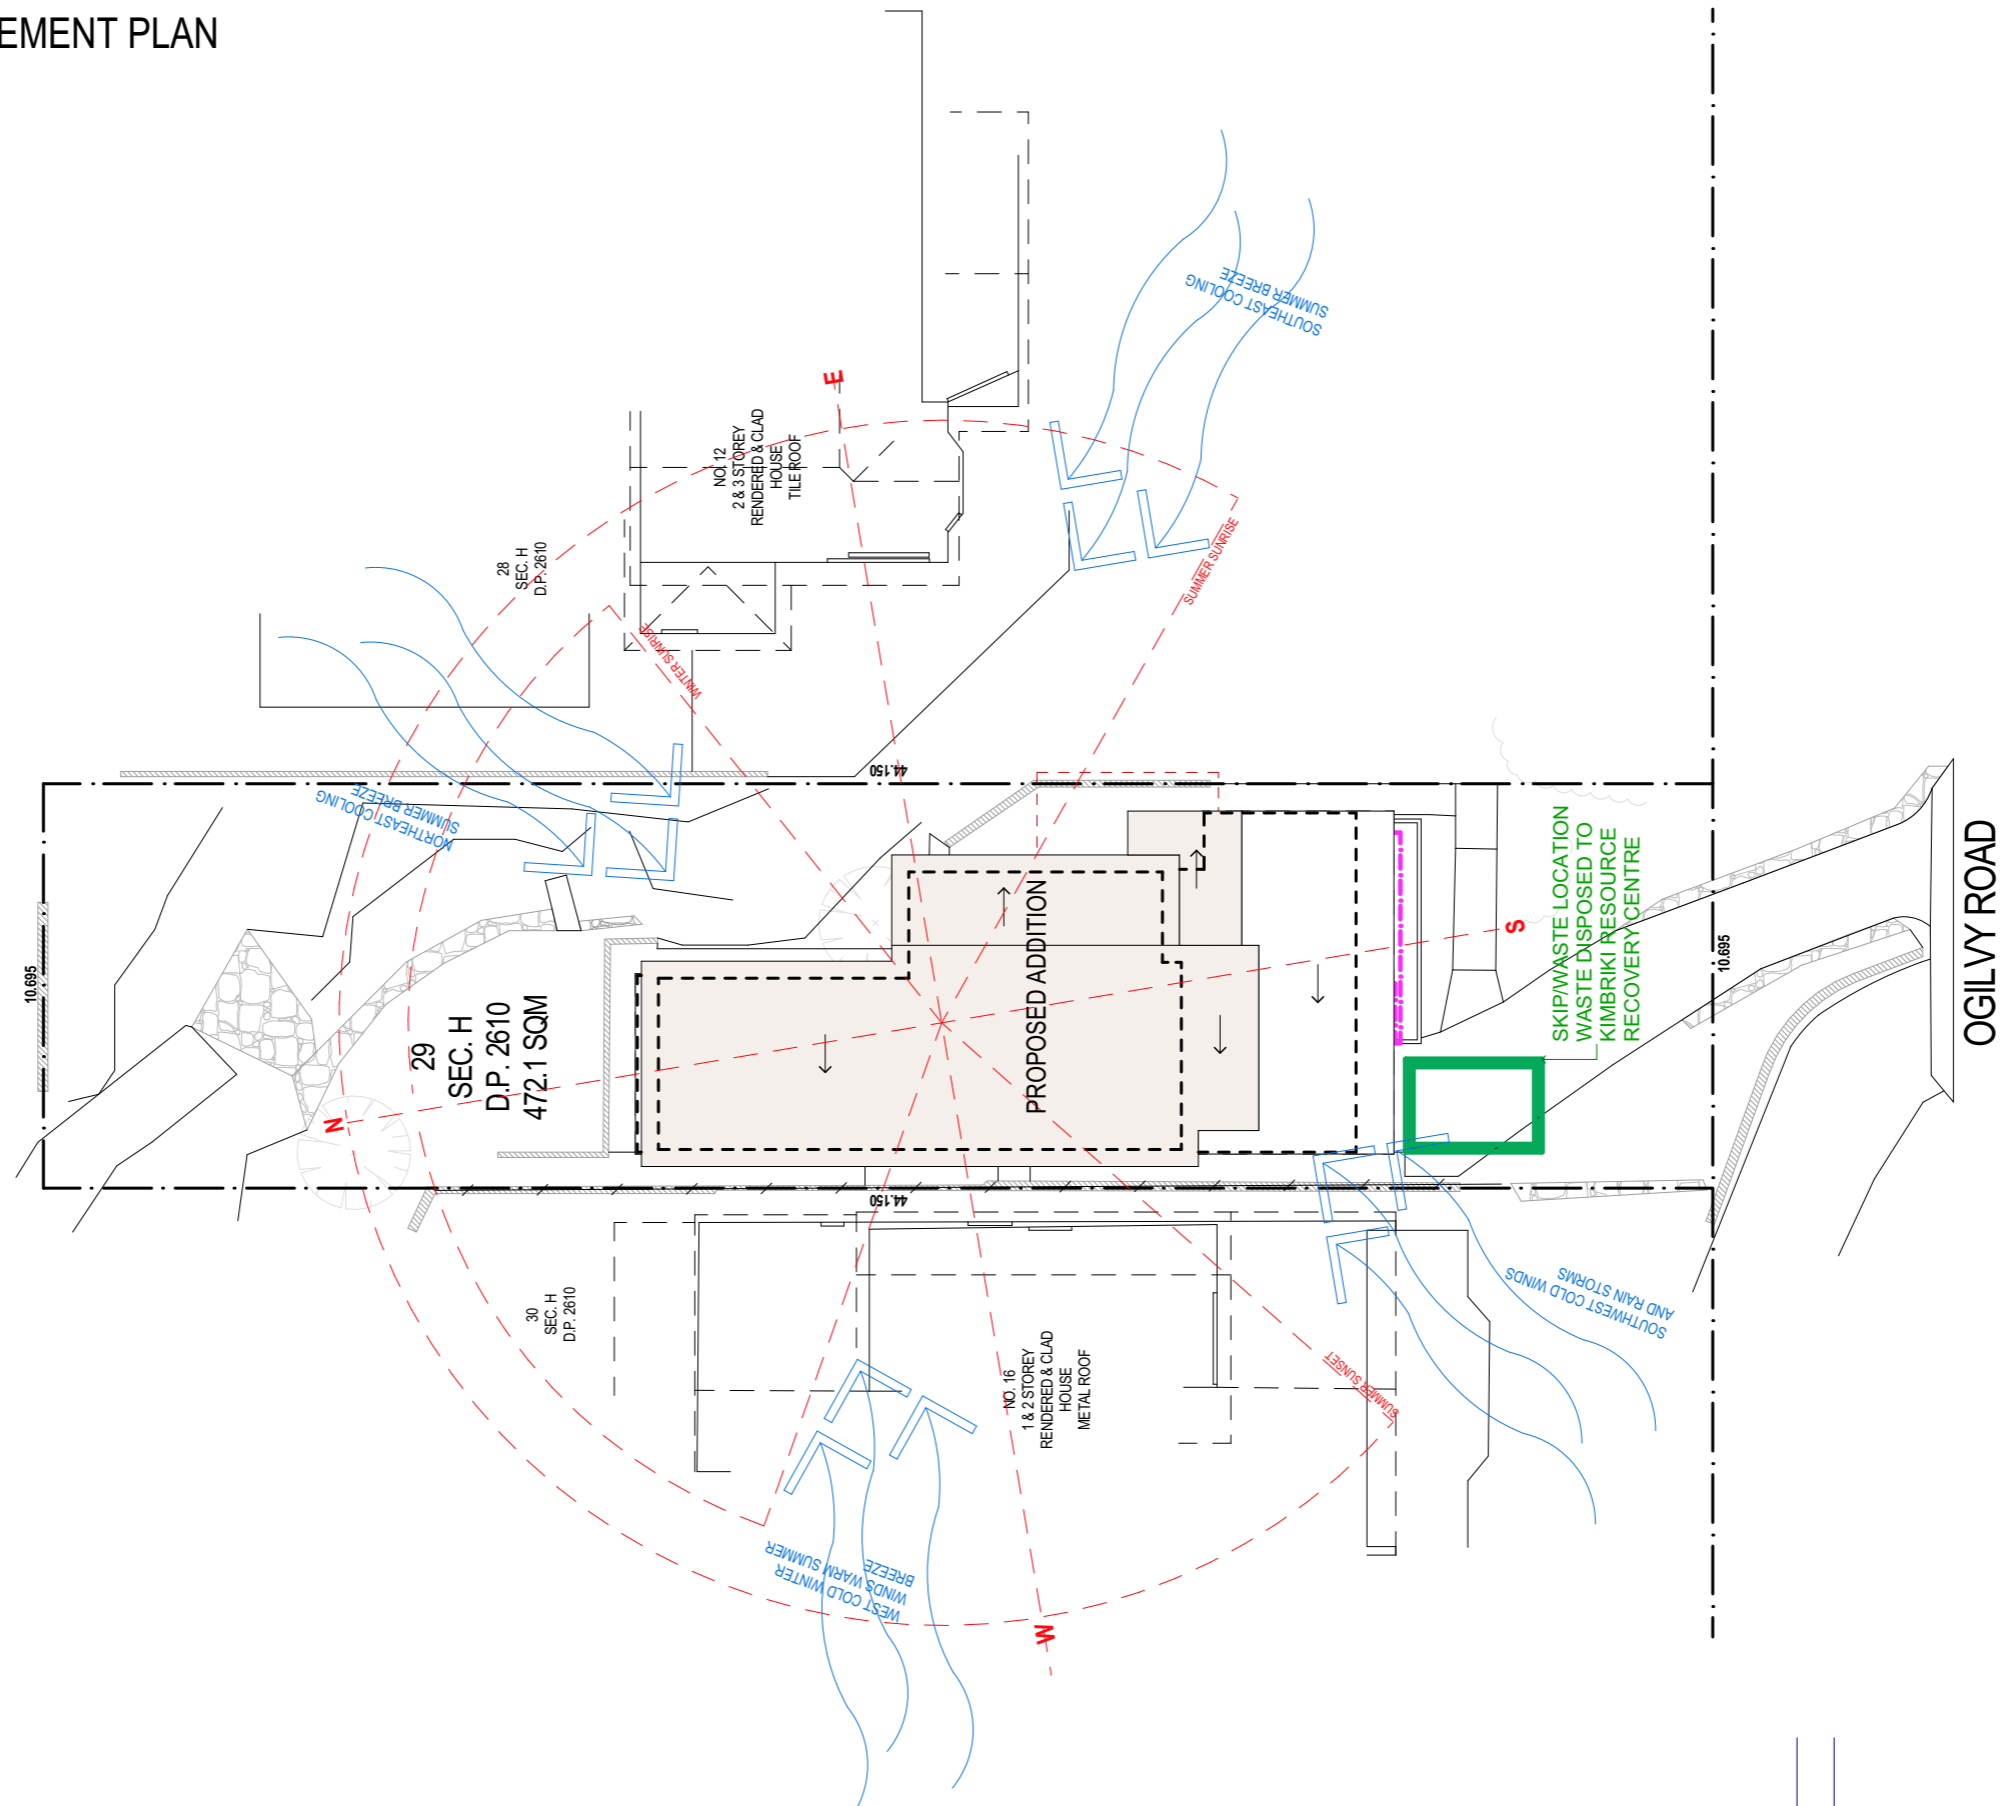 EMENT PLAN
SOUTHEAST COOLING
SUMMER BREEZE
E
NO. 12
2 & 3 STOREY
RENDERED & CLAD
HOUSE
TILE ROOF
28
SEC. H
D.P. 2610
SUMMER SUNRISE
WINTER SUNRISE
44.150
NORTHEAST COOLING
SUMMER BREEZE
10.695
N
29
SEC. H
D.P. 2610
472.1 SQM
PROPOSED ADDITION
S
SKIP/WASTE LOCATION
WASTE DISPOSED TO
KIMBRIKI RESOURCE
RECOVERY CENTRE
10.695
OGILVY ROAD
44.150
30
SEC. H
D.P. 2610
NO. 16
1 & 2 STOREY
RENDERED & CLAD
HOUSE
METAL ROOF
SOUTHWEST COLD WINDS
AND RAIN STORMS
SUMMER SUNSET
WEST COLD WINTER
WINDS WARM SUMMER
BREEZE
W